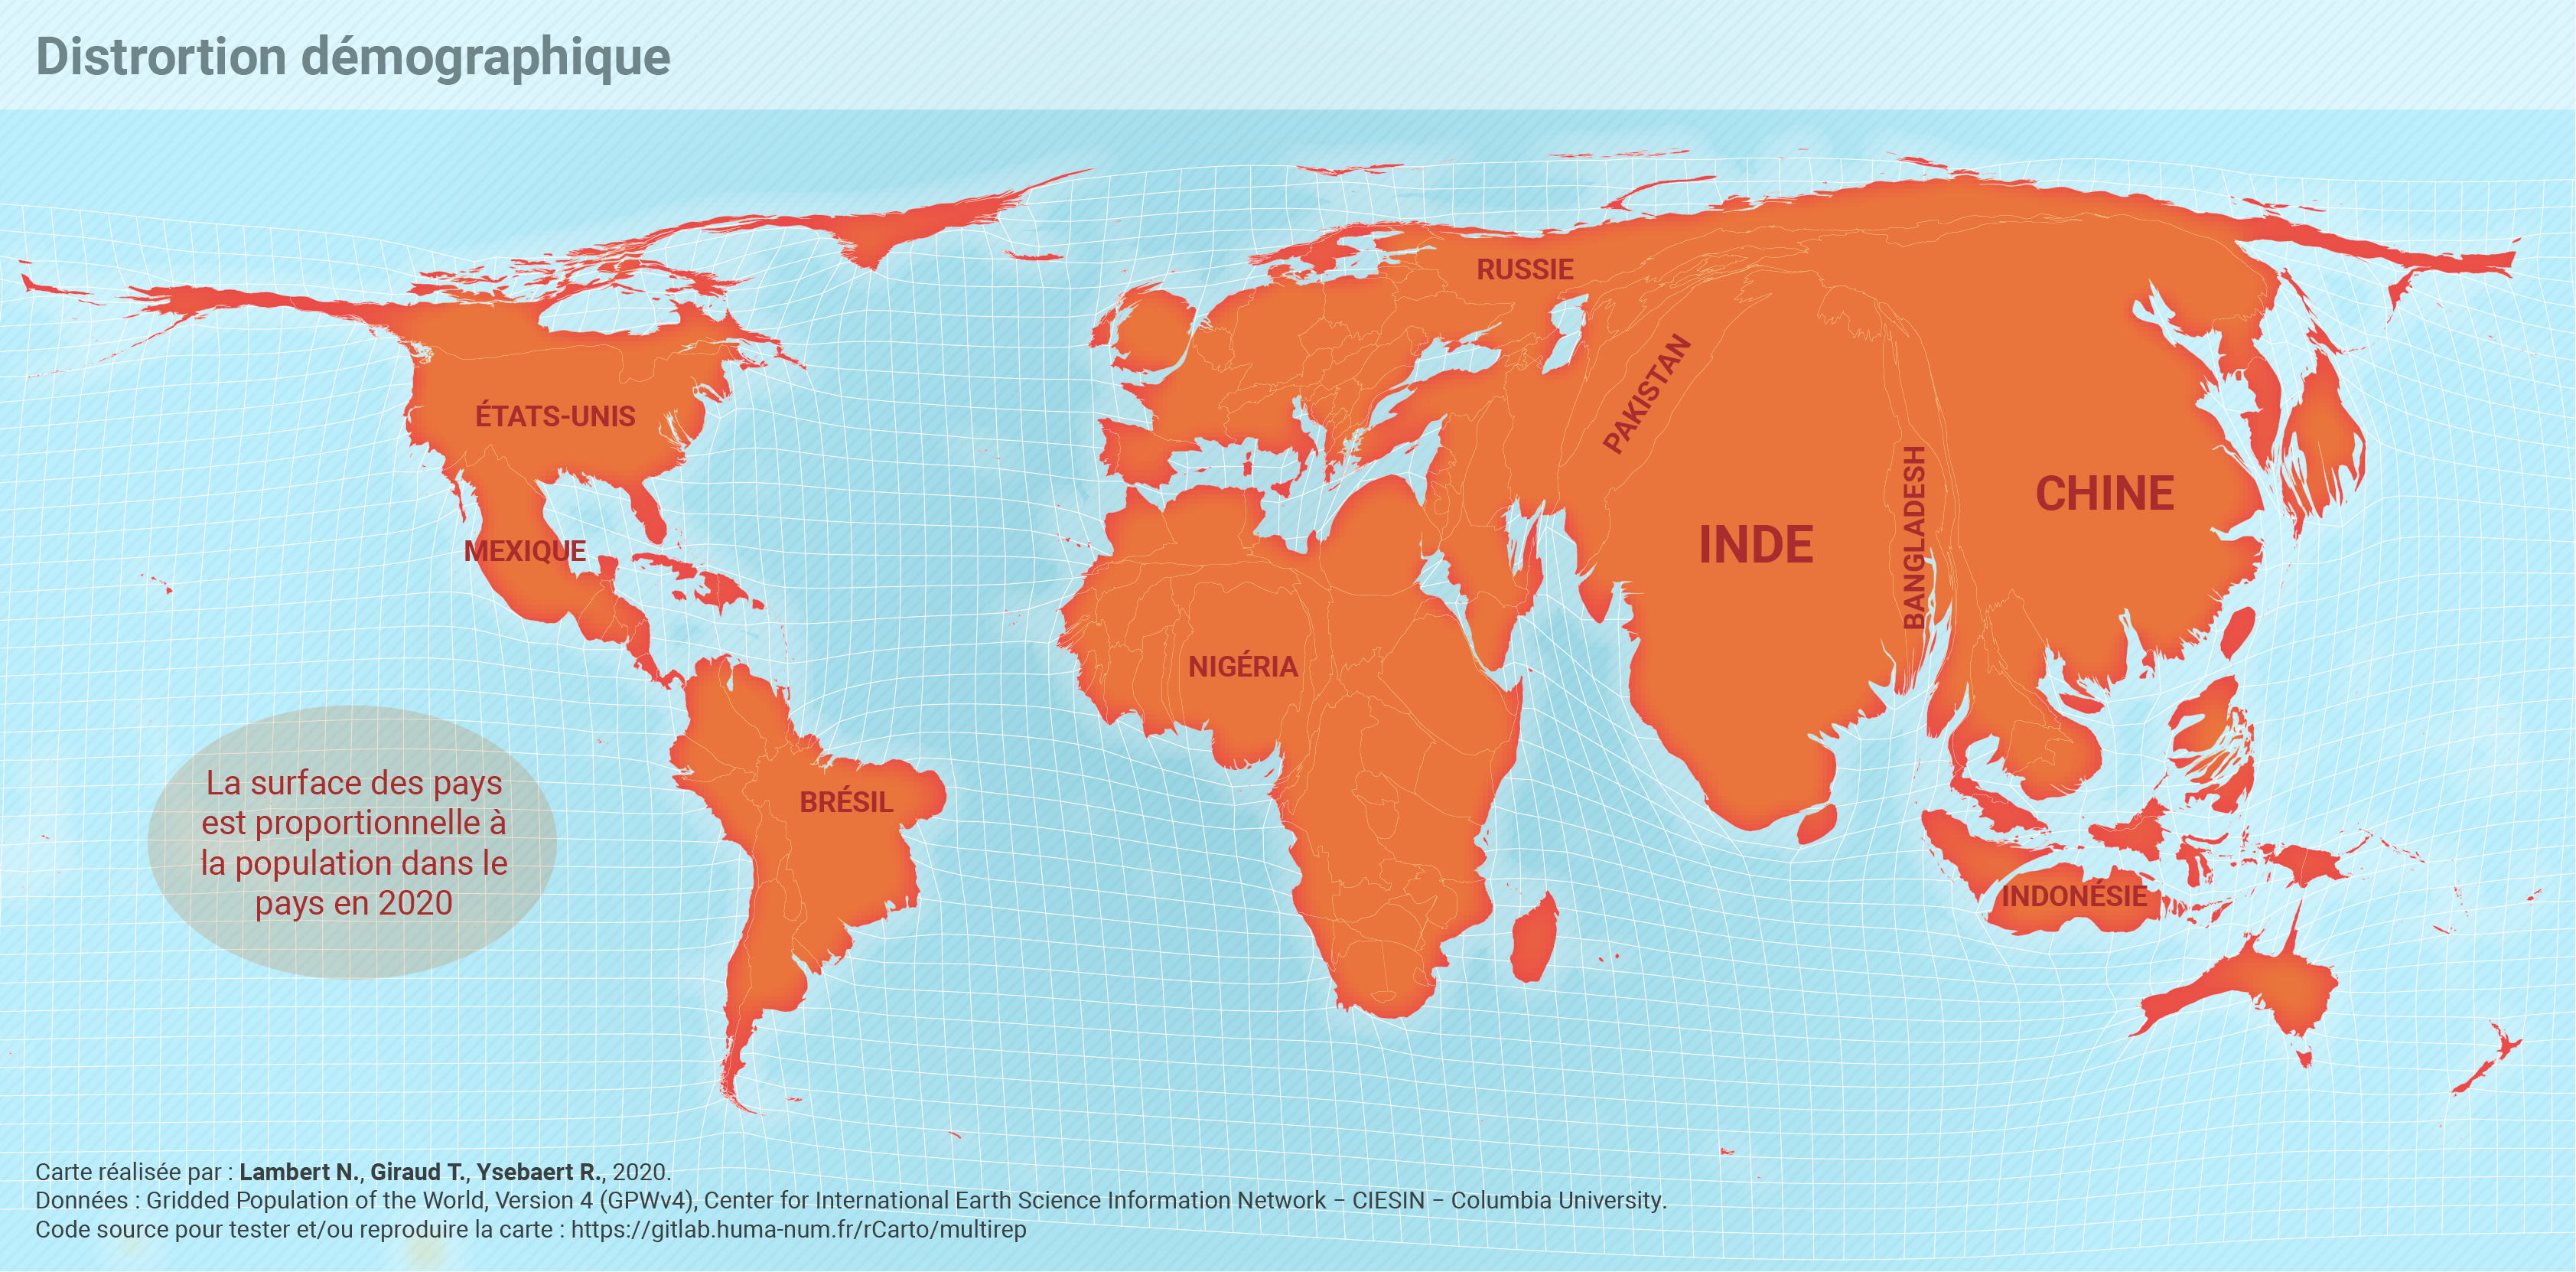 Distrortion démographique
RUSSIE
PAKISTAN
ÉTATS-UNIS
CHINE
MEXIQUE
INDE
BANGLADESH
NIGÉRIA
BRÉSIL
INDONÉSIE
La surface des pays
est proportionnelle à
la population dans le
pays en 2020
Carte réalisée par : Lambert N., Giraud T., Ysebaert R., 2020.
Données : Gridded Population of the World, Version 4 (GPWv4), Center for International Earth Science Information Network – CIESIN – Columbia University.
Code source pour tester et/ou reproduire la carte : https://gitlab.huma-num.fr/rCarto/multirep